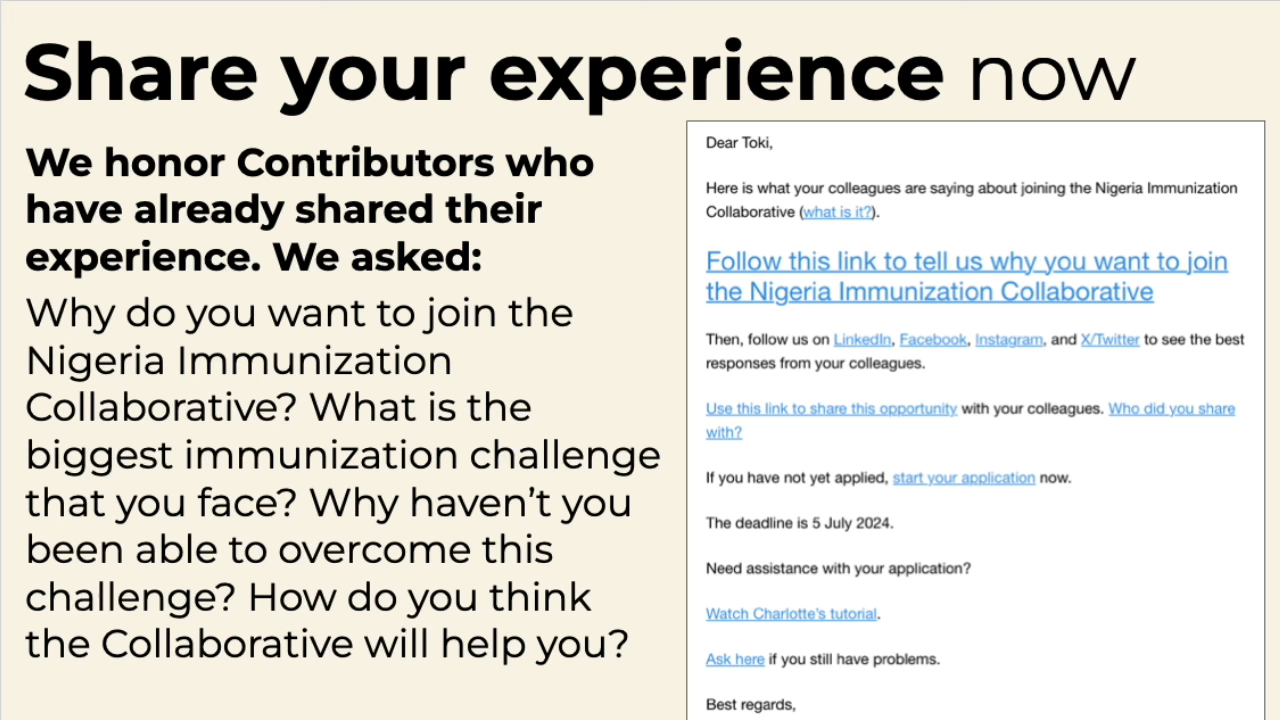 Share your experience now
We honor Contributors who
have already shared their
experience. We asked:
Why do you want to join the
Nigeria Immunization
Collaborative? What is the
biggest immunization challenge
that you face? Why haven’t you
been able to overcome this
challenge? How do you think
the Collaborative will help you?
Dear Toki,
Here is what your colleagues are saying about joining the Nigeria Immunization
Collaborative (what is it?).
Follow this link to tell us why you want to join
the Nigeria Immunization Collaborative
Then, follow us on LinkedIn, Facebook, Instagram, and X/Twitter to see the best
responses from your colleagues.
Use this link to share this opportunity with your colleagues. Who did you share
with?
If you have not yet applied, start your application now.
The deadline is 5 July 2024.
Need assistance with your application?
Watch Charlotte’s tutorial.
Ask here if you still have problems.
Best regards,